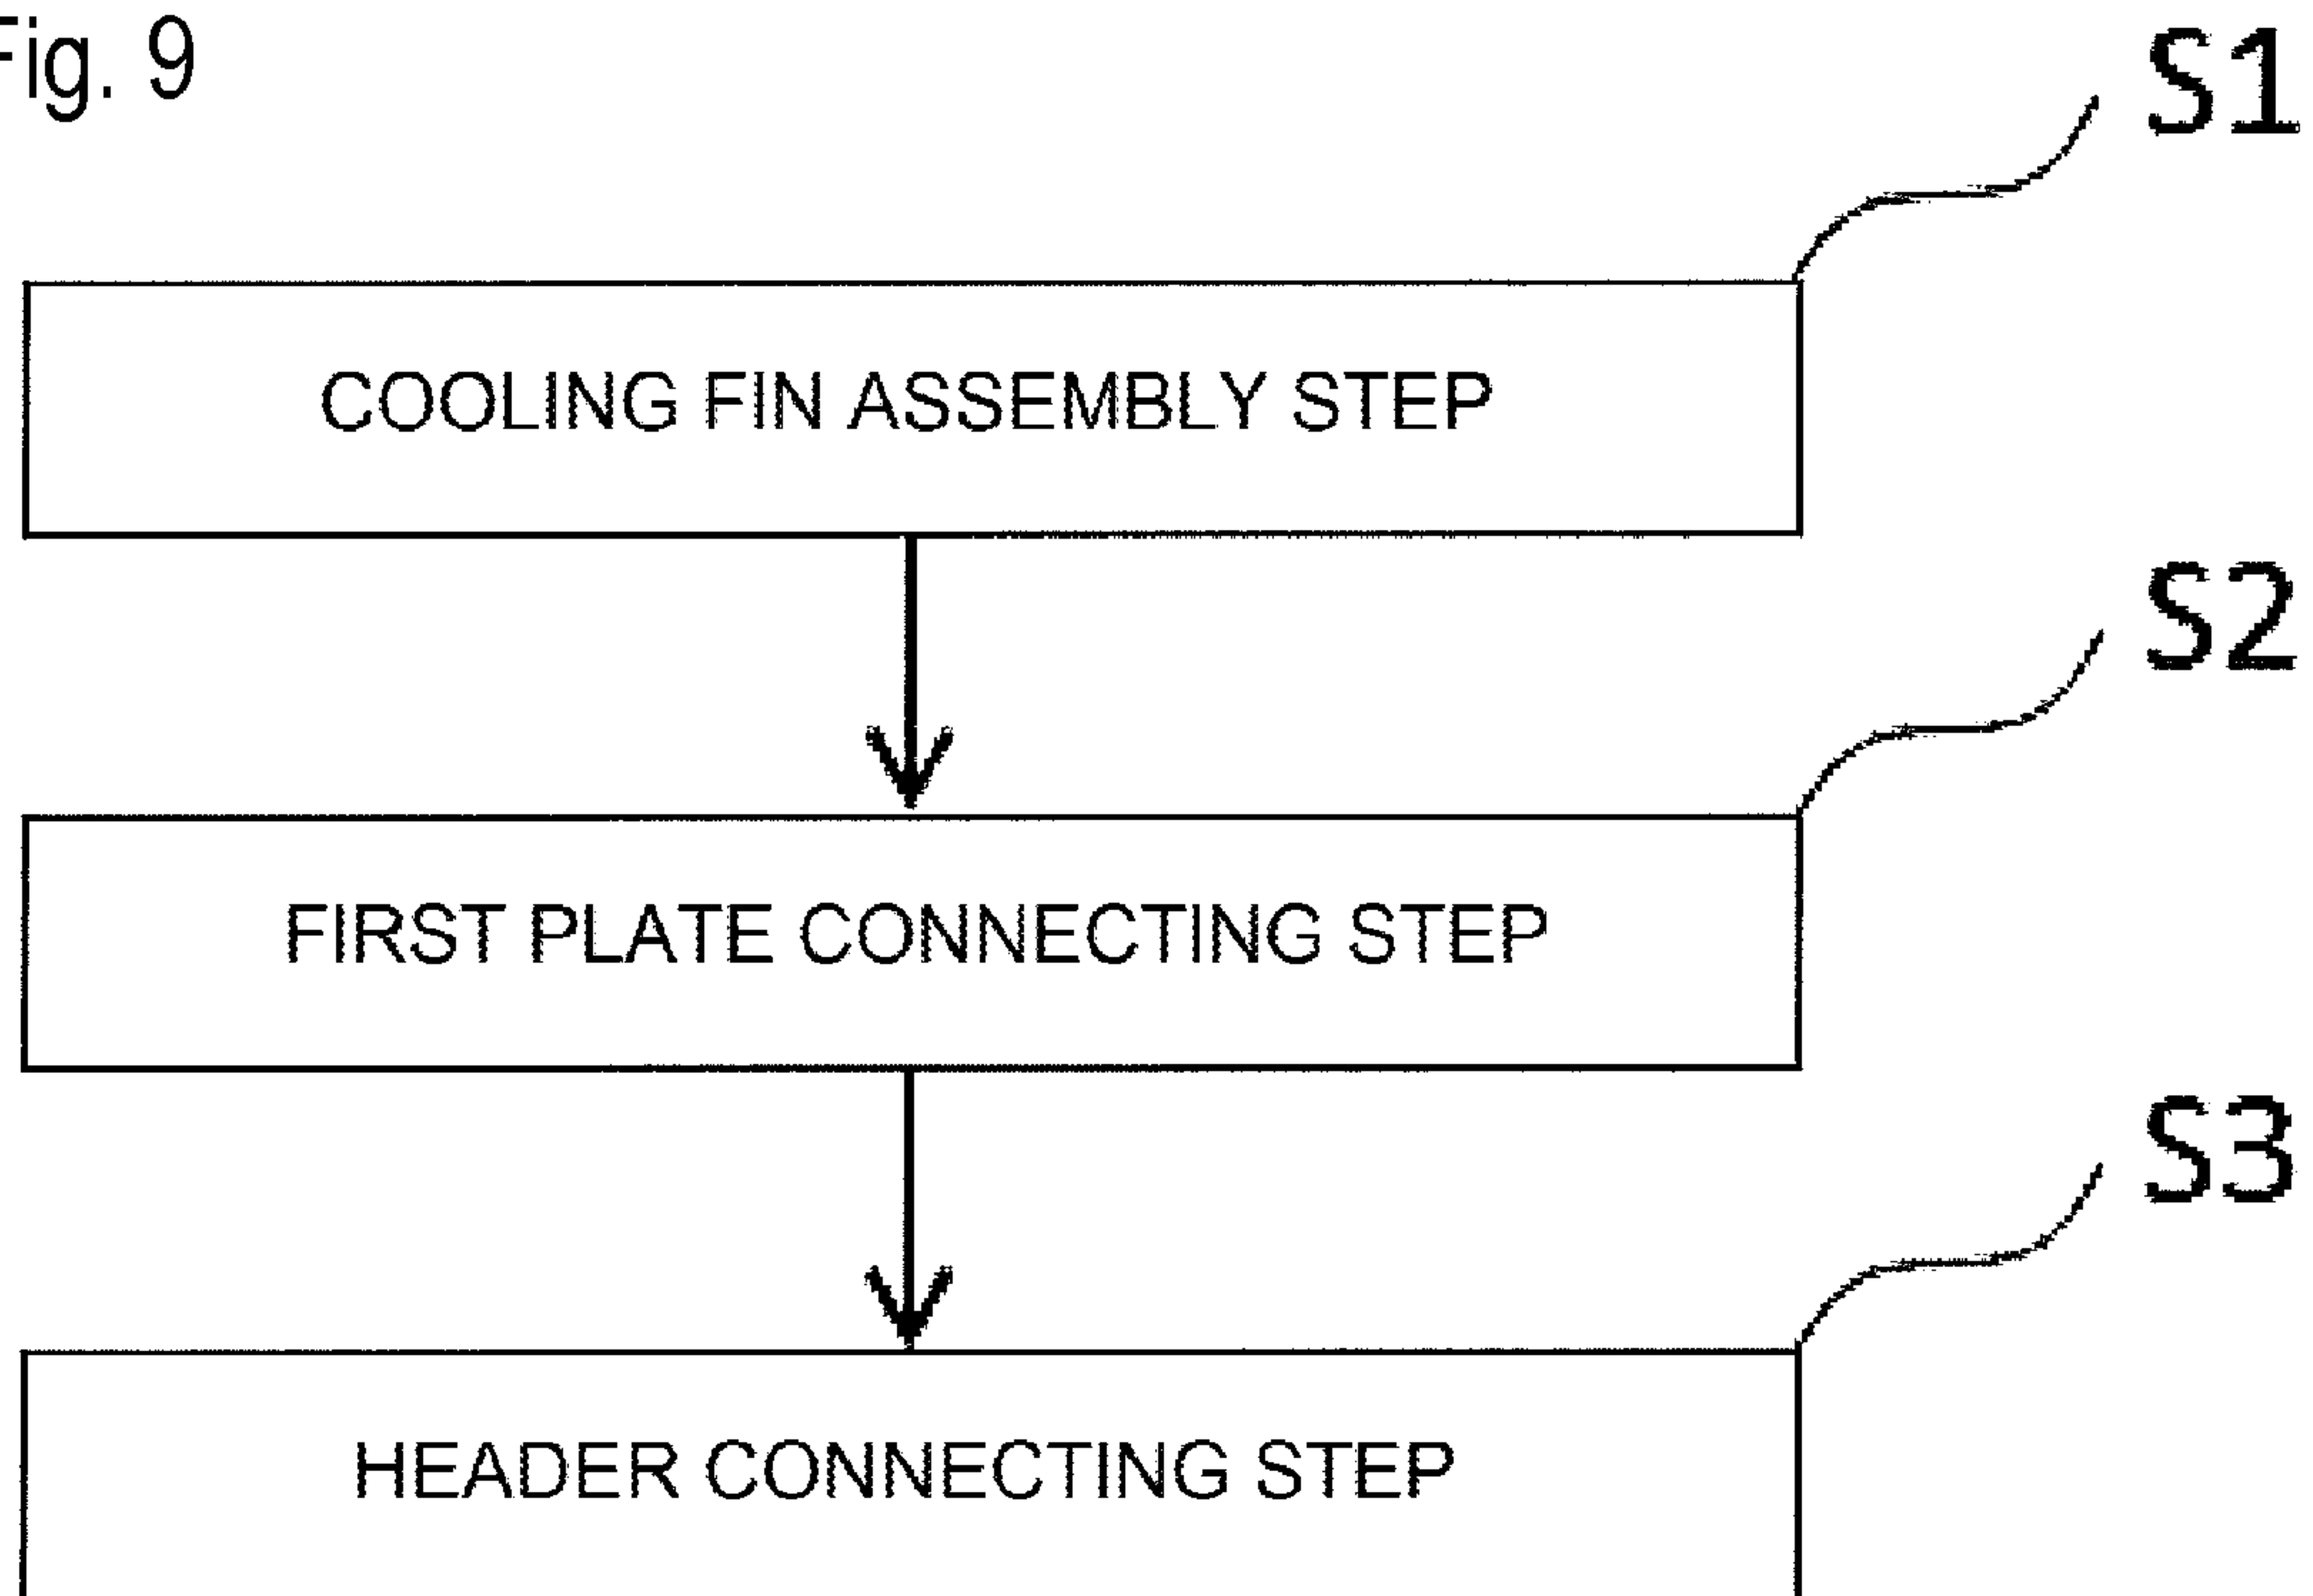 Fig. 9
S1
COOLING FIN ASSEMBLY STEP
S2
FIRST PLATE CONNECTING STEP
S3
HEADER CONNECTING STEP